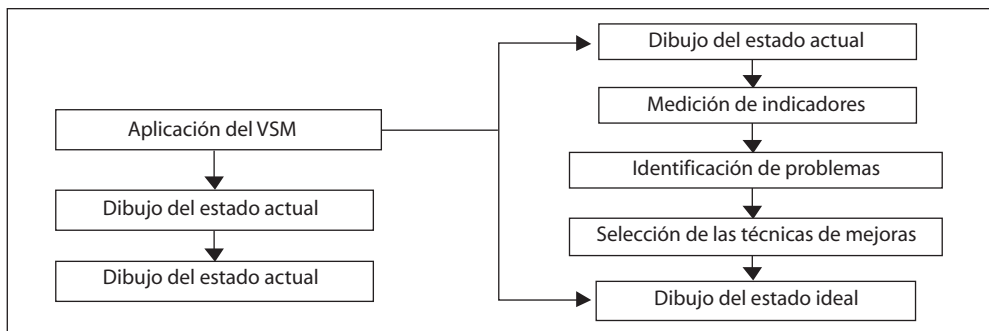 Aplicación del VSM
Dibujo del estado actual
Dibujo del estado actual
Dibujo del estado actual
Medición de indicadores
Identificación de problemas
Selección de las técnicas de mejoras
Dibujo del estado ideal